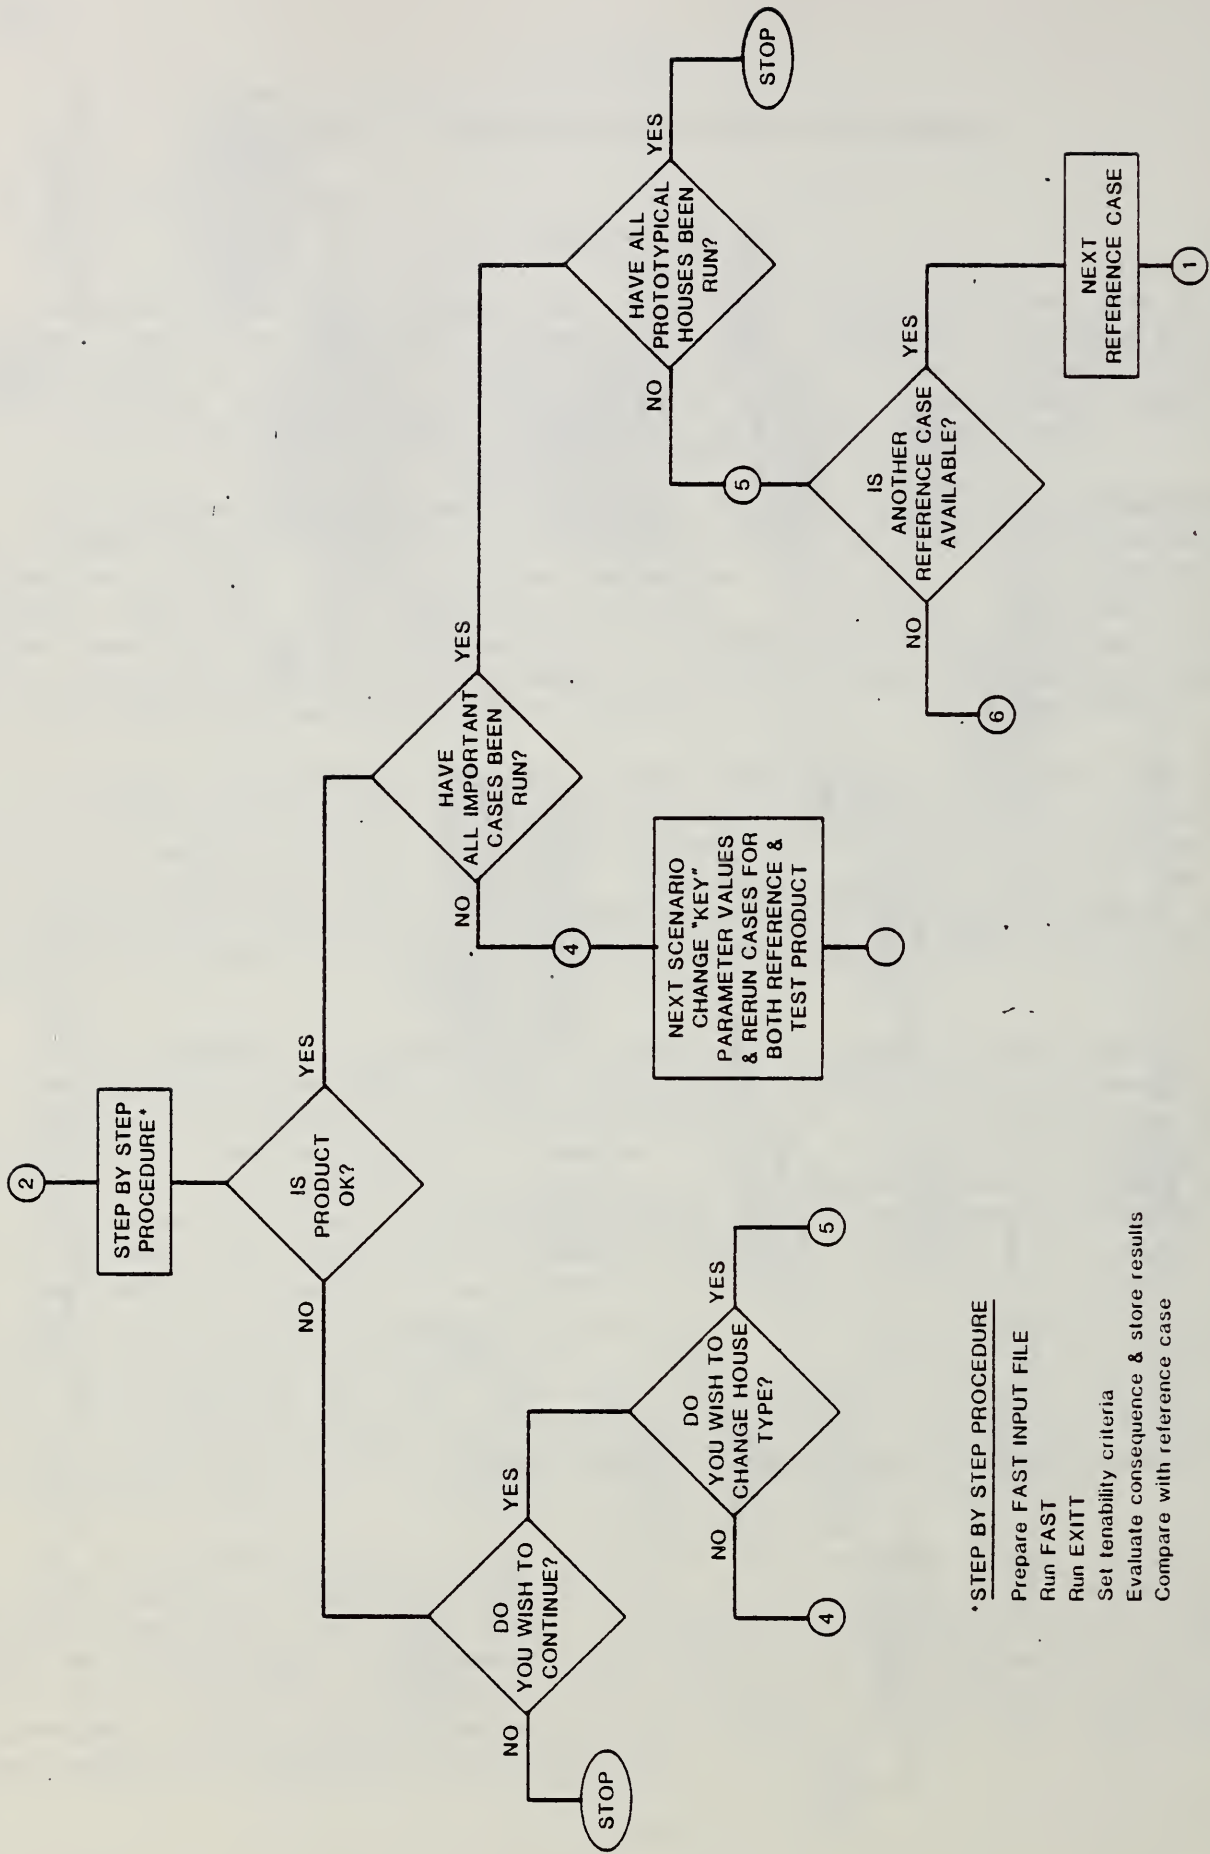 2
STEP BY STEP
PROCEDURE*
IS
PRODUCT
OK?
NO
YES
DO
YOU WISH TO
CONTINUE?
NO
YES
STOP
DO
YOU WISH TO
CHANGE HOUSE
TYPE?
NO
YES
4
5
HAVE
ALL IMPORTANT
CASES BEEN
RUN?
NO
YES
4
NEXT SCENARIO
CHANGE "KEY"
PARAMETER VALUES
& RERUN CASES FOR
BOTH REFERENCE &
TEST PRODUCT
HAVE ALL
PROTOTYPICAL
HOUSES BEEN
RUN?
NO
YES
STOP
5
IS
ANOTHER
REFERENCE CASE
AVAILABLE?
NO
YES
6
NEXT
REFERENCE CASE
1
*STEP BY STEP PROCEDURE
Prepare FAST INPUT FILE
Run FAST
Run EXITT
Set tenability criteria
Evaluate consequence & store results
Compare with reference case